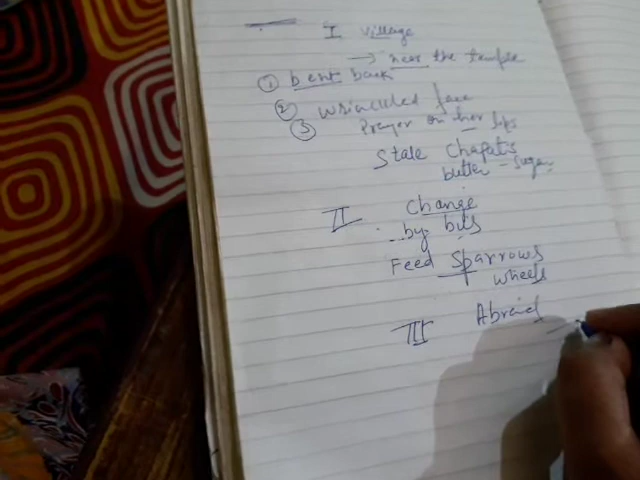 I village
→ near the temple
① bent back
② wrinkled face
③ Prayer on her lips
Stale Chapatis
butter - sugar
II Change
by bus
Feed Sparrows
wheels
III Abroad